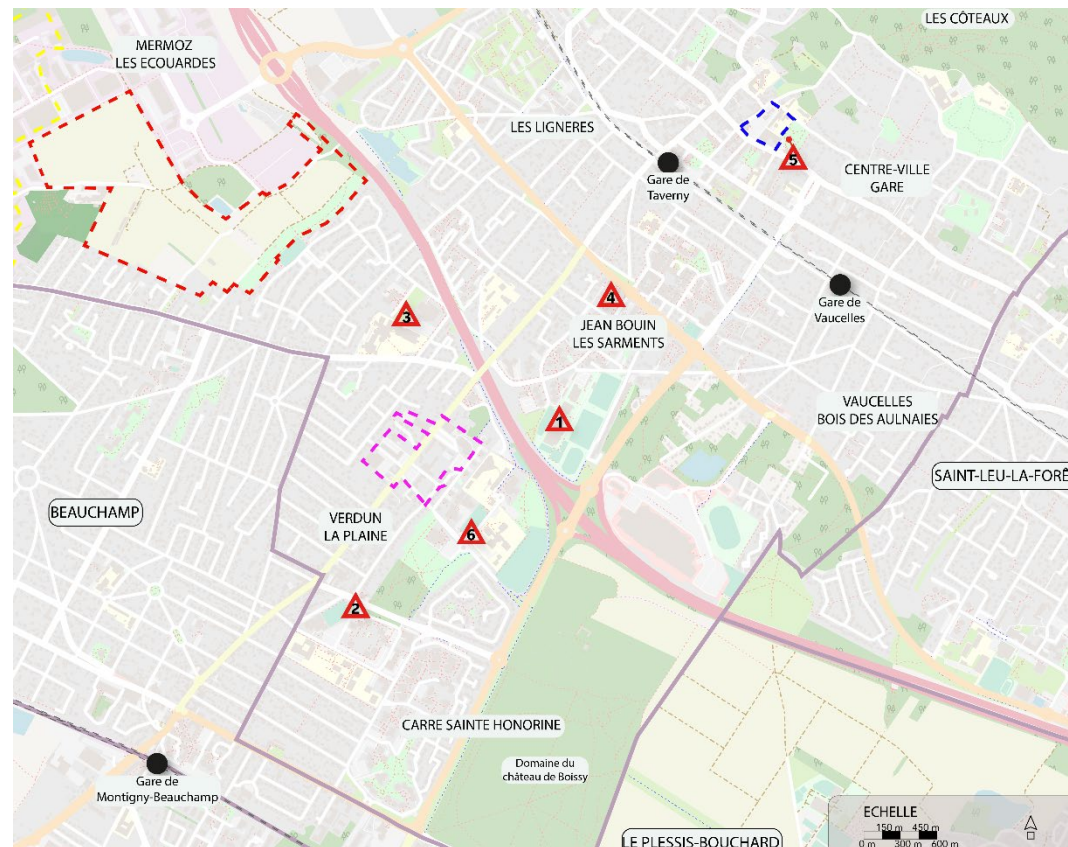 LES CÔTEAUX
MERMOZ
LES ECOUARDES
LES LIGNERES
5
CENTRE-VILLE
GARE
Gare de
Taverny
Gare de
Vaucelles
4
3
JEAN BOUIN
LES SARMENTS
1
VAUCELLES
BOIS DES AULNAIES
SAINT-LEU-LA-FORÊ
BEAUCHAMP
VERDUN
LA PLAINE
6
2
CARRE SAINTE HONORINE
Domaine du
château de Boissy
Gare de
Montigny-Beauchamp
LE PLESSIS-BOUCHARD
ECHELLE
150 m 450 m
0 m 300 m 600 m